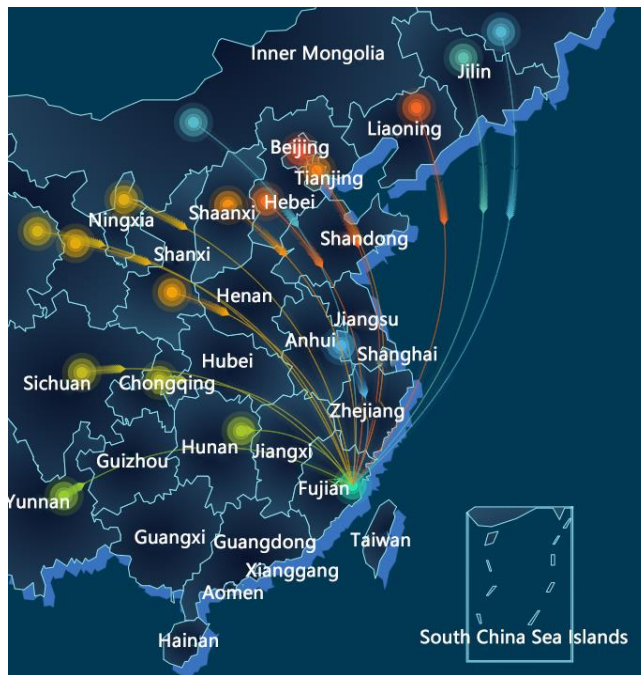 Inner Mongolia
Jilin
Liaoning
Beijing
Tianjing
Hebei
Shaanxi
Ningxia
Shandong
Shanxi
Henan
Jiangsu
Anhui
Shanghai
Hubei
Sichuan
Chongqing
Zhejiang
Hunan
Jiangxi
Guizhou
Fujian
Yunnan
Guangxi
Guangdong
Taiwan
Xianggang
Aomen
Hainan
South China Sea Islands